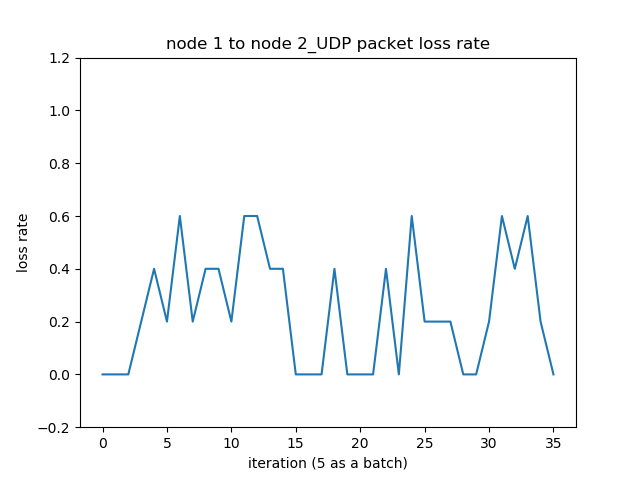 node 1 to node 2_UDP packet loss rate
1.2
1.0
0.8
0.6
0.4
0.2
0.0
−0.2
loss rate
0 5 10 15 20 25 30 35
iteration (5 as a batch)